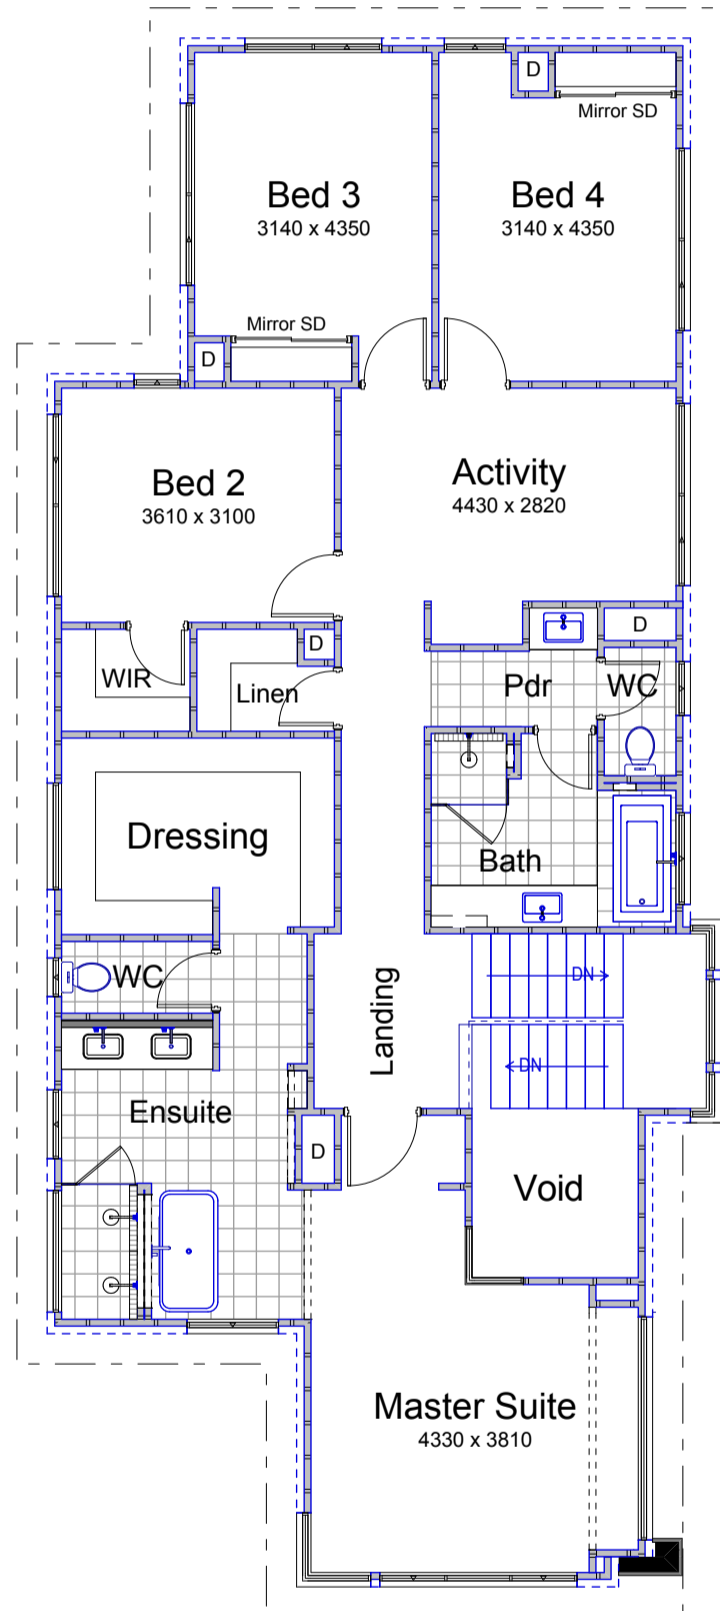 D
Mirror SD
Bed 3
3140 x 4350
Bed 4
3140 x 4350
Mirror SD
D
Bed 2
3610 x 3100
Activity
4430 x 2820
D
D
WIR
Linen
Pdr
WC
Dressing
Bath
WC
DN
Landing
DN
Ensuite
D
Void
Master Suite
4330 x 3810